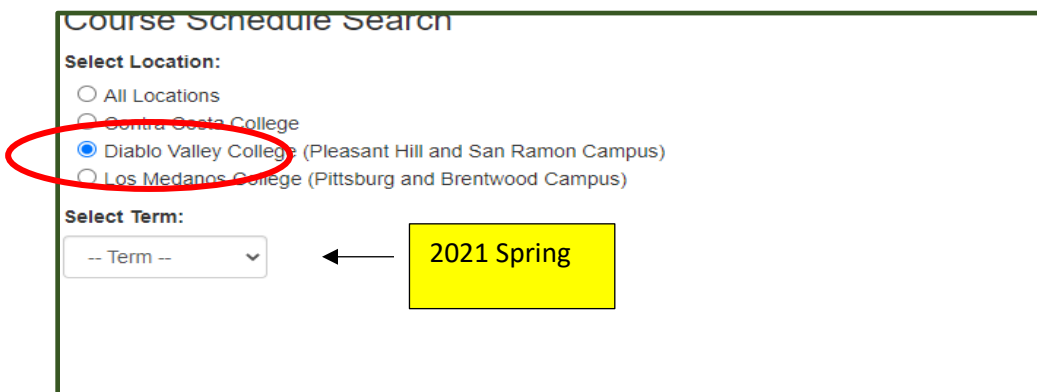 Course Schedule Search
Select Location:
All Locations
Contra Costa College
Diablo Valley College (Pleasant Hill and San Ramon Campus)
Los Medanos College (Pittsburg and Brentwood Campus)
Select Term:
-- Term --
2021 Spring